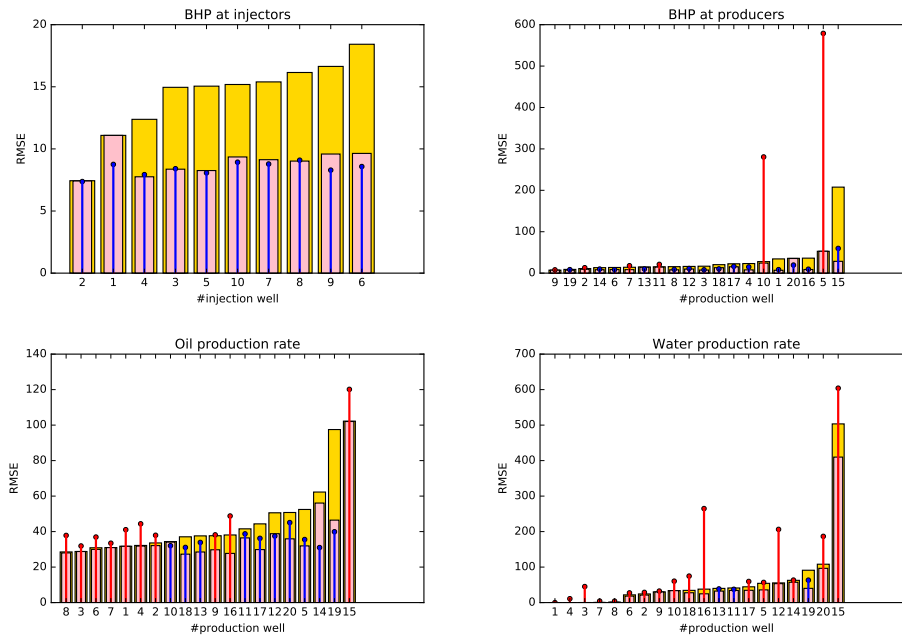 BHP at injectors
20
15
10
5
0
RMSE
2 1 4 3 5 10 7 8 9 6
#injection well
BHP at producers
600
500
400
300
200
100
0
RMSE
9 19 2 14 6 7 13 11 8 12 3 18 17 4 10 1 20 16 5 15
#production well
Oil production rate
140
120
100
80
60
40
20
0
RMSE
8 3 6 7 1 4 2 10 18 13 9 16 11 17 12 20 5 14 19 15
#production well
Water production rate
700
600
500
400
300
200
100
0
RMSE
1 4 3 7 8 6 2 9 10 18 16 13 11 17 5 12 14 19 20 15
#production well